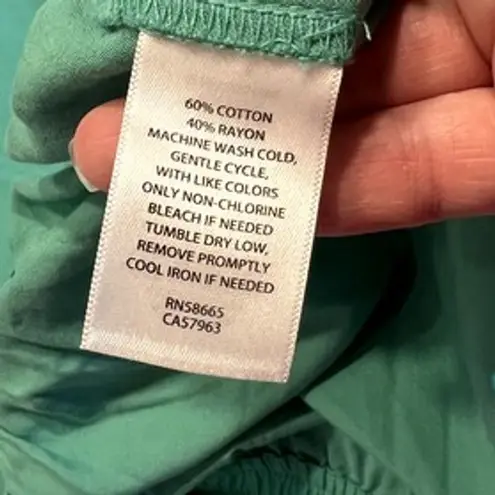 60% COTTON
40% RAYON
MACHINE WASH COLD,
GENTLE CYCLE,
WITH LIKE COLORS
ONLY NON-CHLORINE
BLEACH IF NEEDED
TUMBLE DRY LOW,
REMOVE PROMPTLY
COOL IRON IF NEEDED
RN58665
CA57963